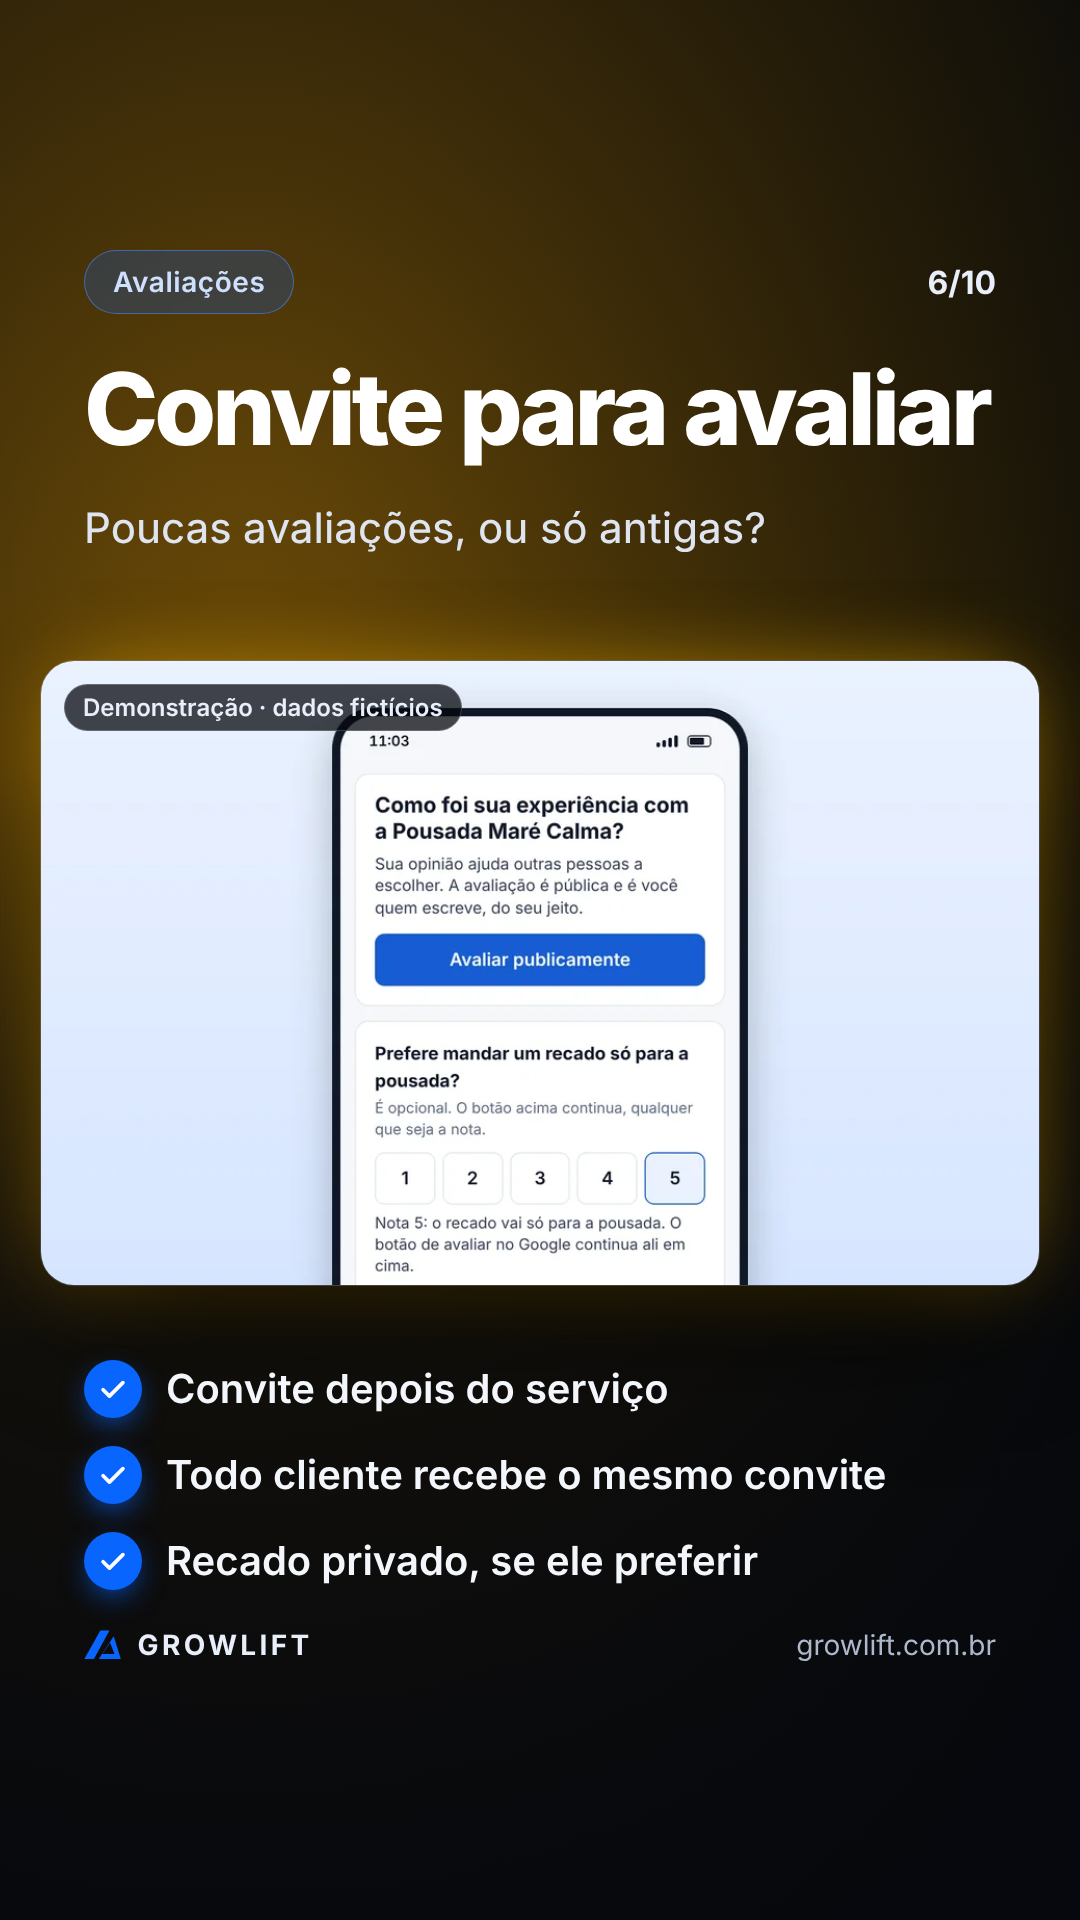 Avaliações
6/10
Convite para avaliar
Poucas avaliações, ou só antigas?
Demonstração · dados fictícios
11:03
Como foi sua experiência com
a Pousada Maré Calma?
Sua opinião ajuda outras pessoas a
escolher. A avaliação é pública e é você
quem escreve, do seu jeito.
Avaliar publicamente
Prefere mandar um recado só para a
pousada?
É opcional. O botão acima continua, qualquer
que seja a nota.
1 2 3 4 5
Nota 5: o recado vai só para a pousada. O
botão de avaliar no Google continua ali em
cima.
Convite depois do serviço
Todo cliente recebe o mesmo convite
Recado privado, se ele preferir
GROWLIFT
growlift.com.br